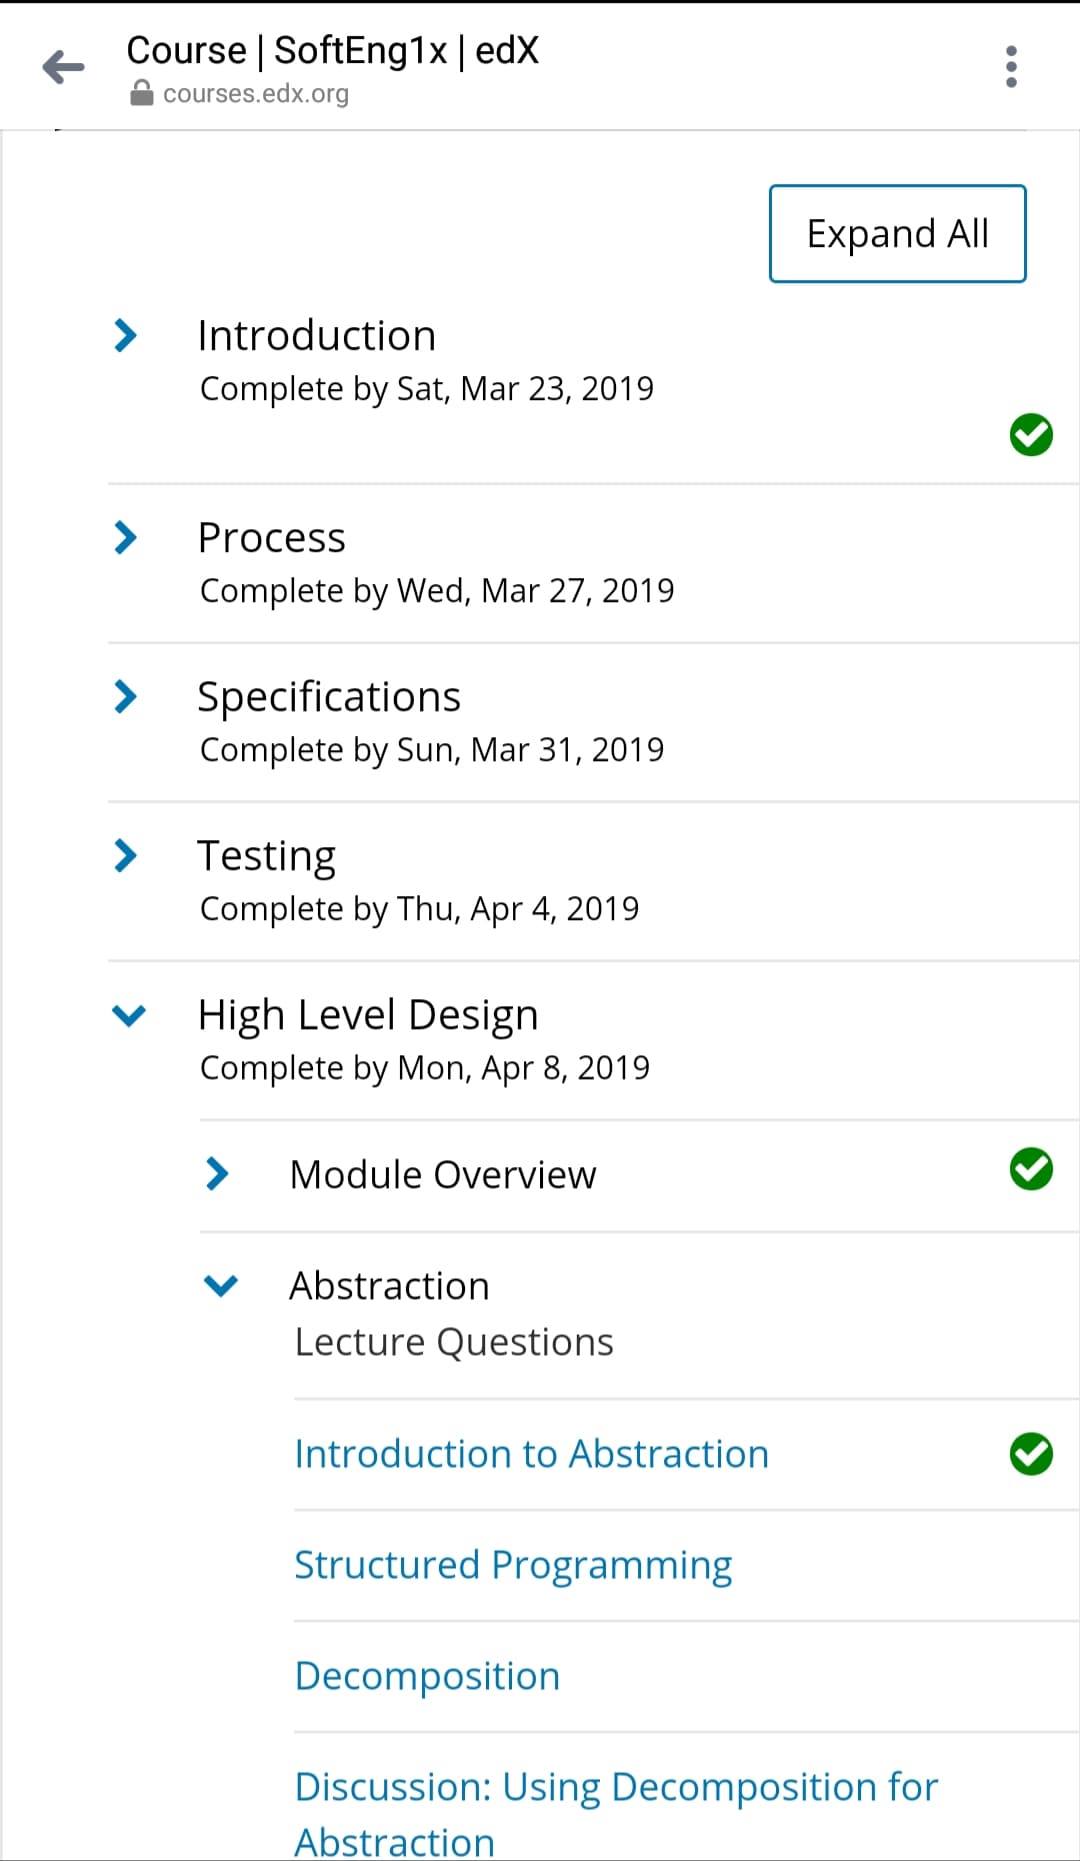 Course | SoftEng1x | edX
courses.edx.org
Expand All
Introduction
Complete by Sat, Mar 23, 2019
Process
Complete by Wed, Mar 27, 2019
Specifications
Complete by Sun, Mar 31, 2019
Testing
Complete by Thu, Apr 4, 2019
High Level Design
Complete by Mon, Apr 8, 2019
Module Overview
Abstraction
Lecture Questions
Introduction to Abstraction
Structured Programming
Decomposition
Discussion: Using Decomposition for
Abstraction